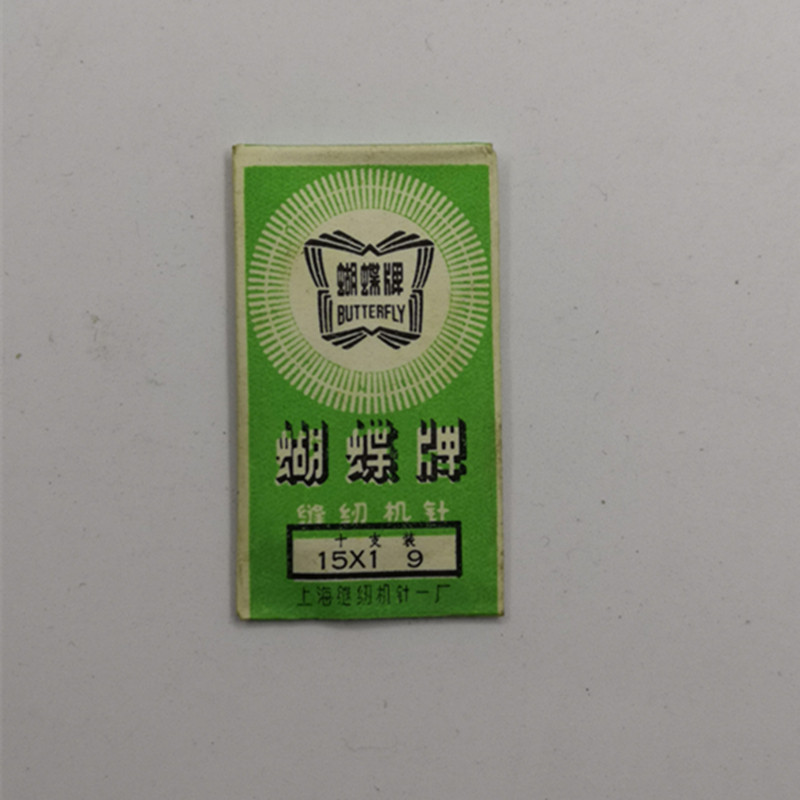 蝴蝶牌
BUTTERFLY
蝴蝶牌
缝纫机针
十支装
15X1 9
上海缝纫机针一厂